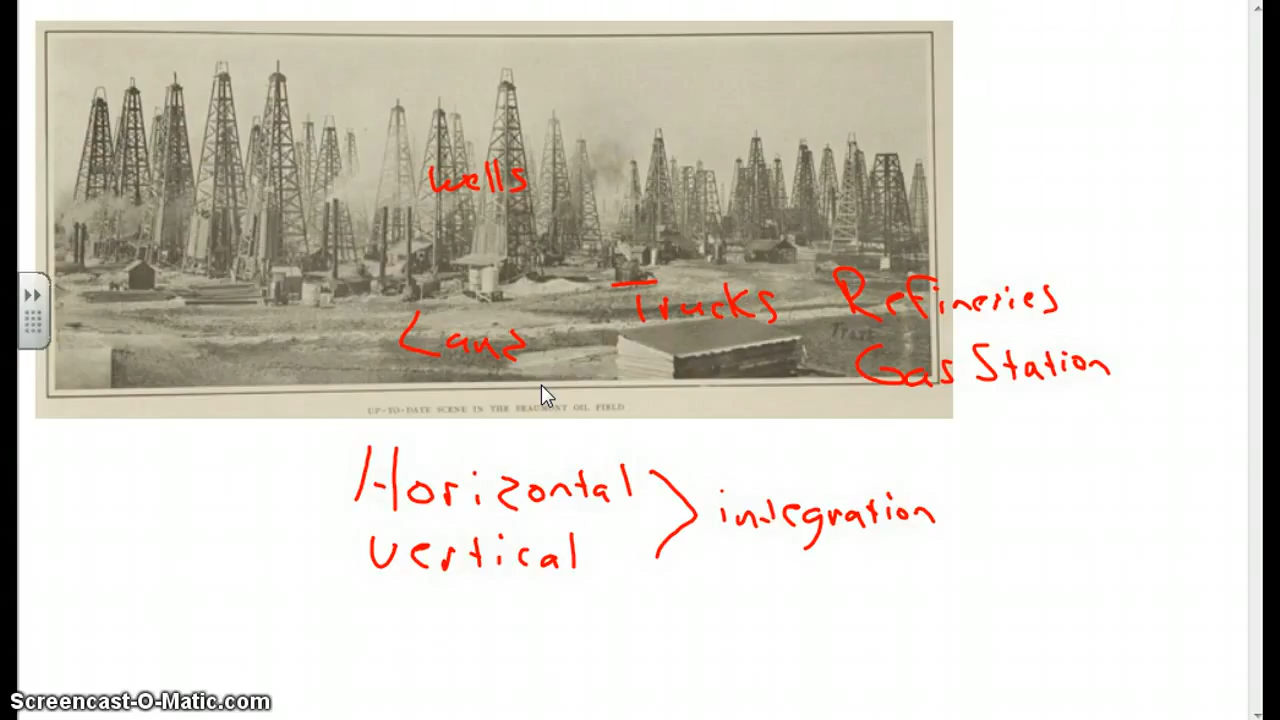 wells
Trucks
Refineries
Land
Gas Station
UP-TO-DATE SCENE IN THE BEAUMONT OIL FIELD
Horizontal
vertical
integration
Screencast-O-Matic.com